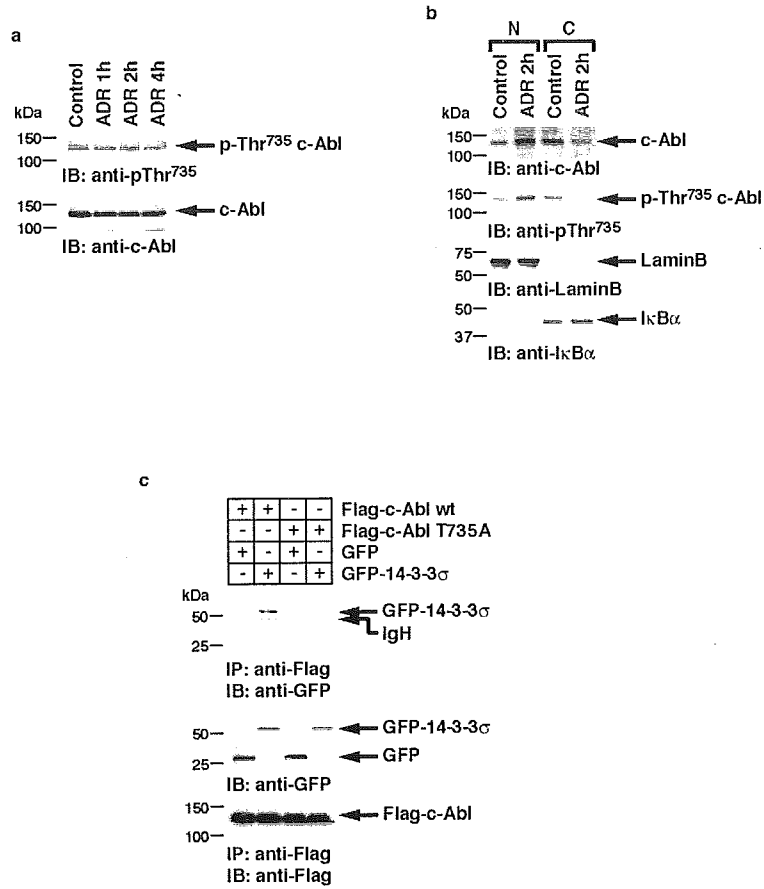 a
kDa
Control
ADR 1h
ADR 2h
ADR 4h
150
100
p-Thr735 c-Abl
IB: anti-pThr735
150
100
c-Abl
IB: anti-c-Abl
b
N C
kDa
Control
ADR 2h
Control
ADR 2h
150
100
c-Abl
IB: anti-c-Abl
150
100
p-Thr735 c-Abl
IB: anti-pThr735
75
50
LaminB
IB: anti-LaminB
50
37
IκBα
IB: anti-IκBα
c
+ + - - Flag-c-Abl wt
- - + + Flag-c-Abl T735A
+ - + - GFP
- + - + GFP-14-3-3σ
kDa
50
25
GFP-14-3-3σ
IgH
IP: anti-Flag
IB: anti-GFP
50
25
GFP-14-3-3σ
GFP
IB: anti-GFP
150
100
Flag-c-Abl
IP: anti-Flag
IB: anti-Flag